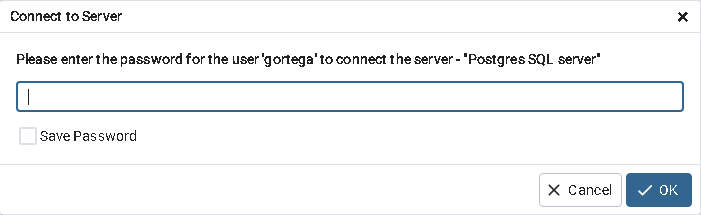 Connect to Server
Please enter the password for the user 'gortega' to connect the server - "Postgres SQL server"
Save Password
Cancel
OK